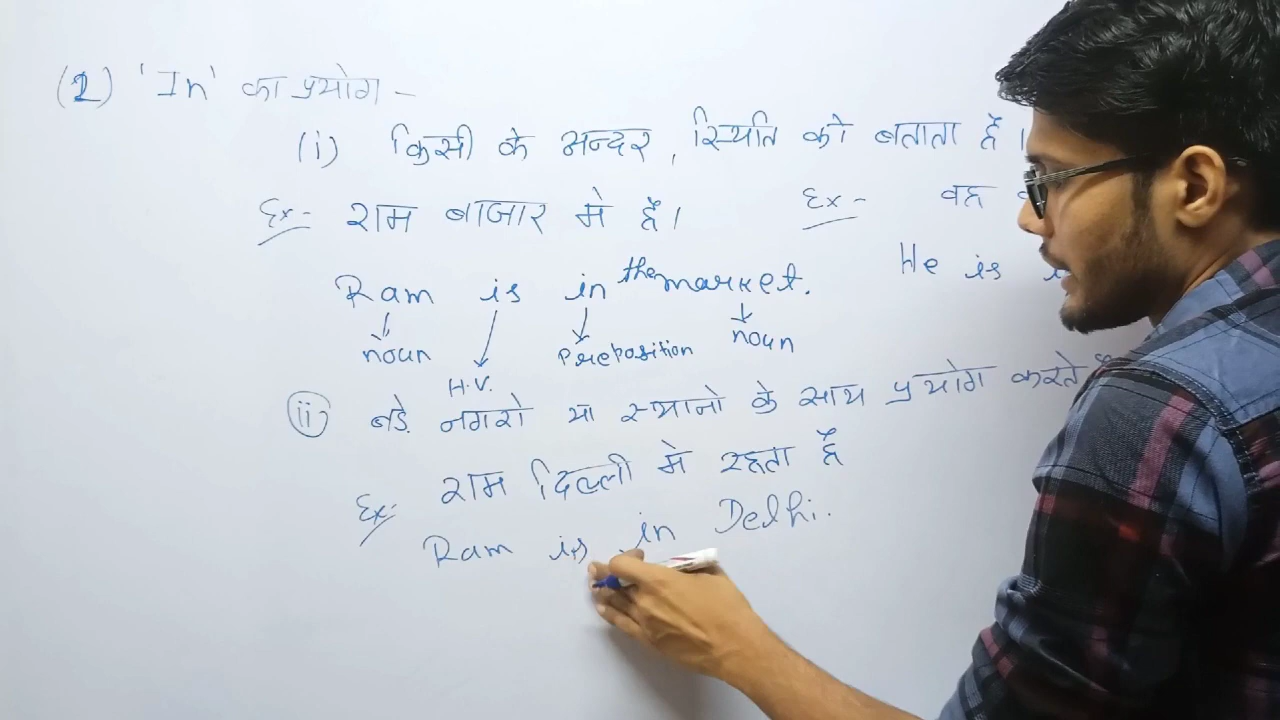 (2) 'In' का प्रयोग -
(i) किसी के अन्दर, स्थिति को बताता है।
Ex- राम बाजार मे है। Ex- वह
Ram is in the market. He is
noun H.V. Preposition noun
(ii) बडे नगरो या स्थानो के साथ प्रयोग करते
Ex- राम दिल्ली मे रहता है
Ram is in Delhi.